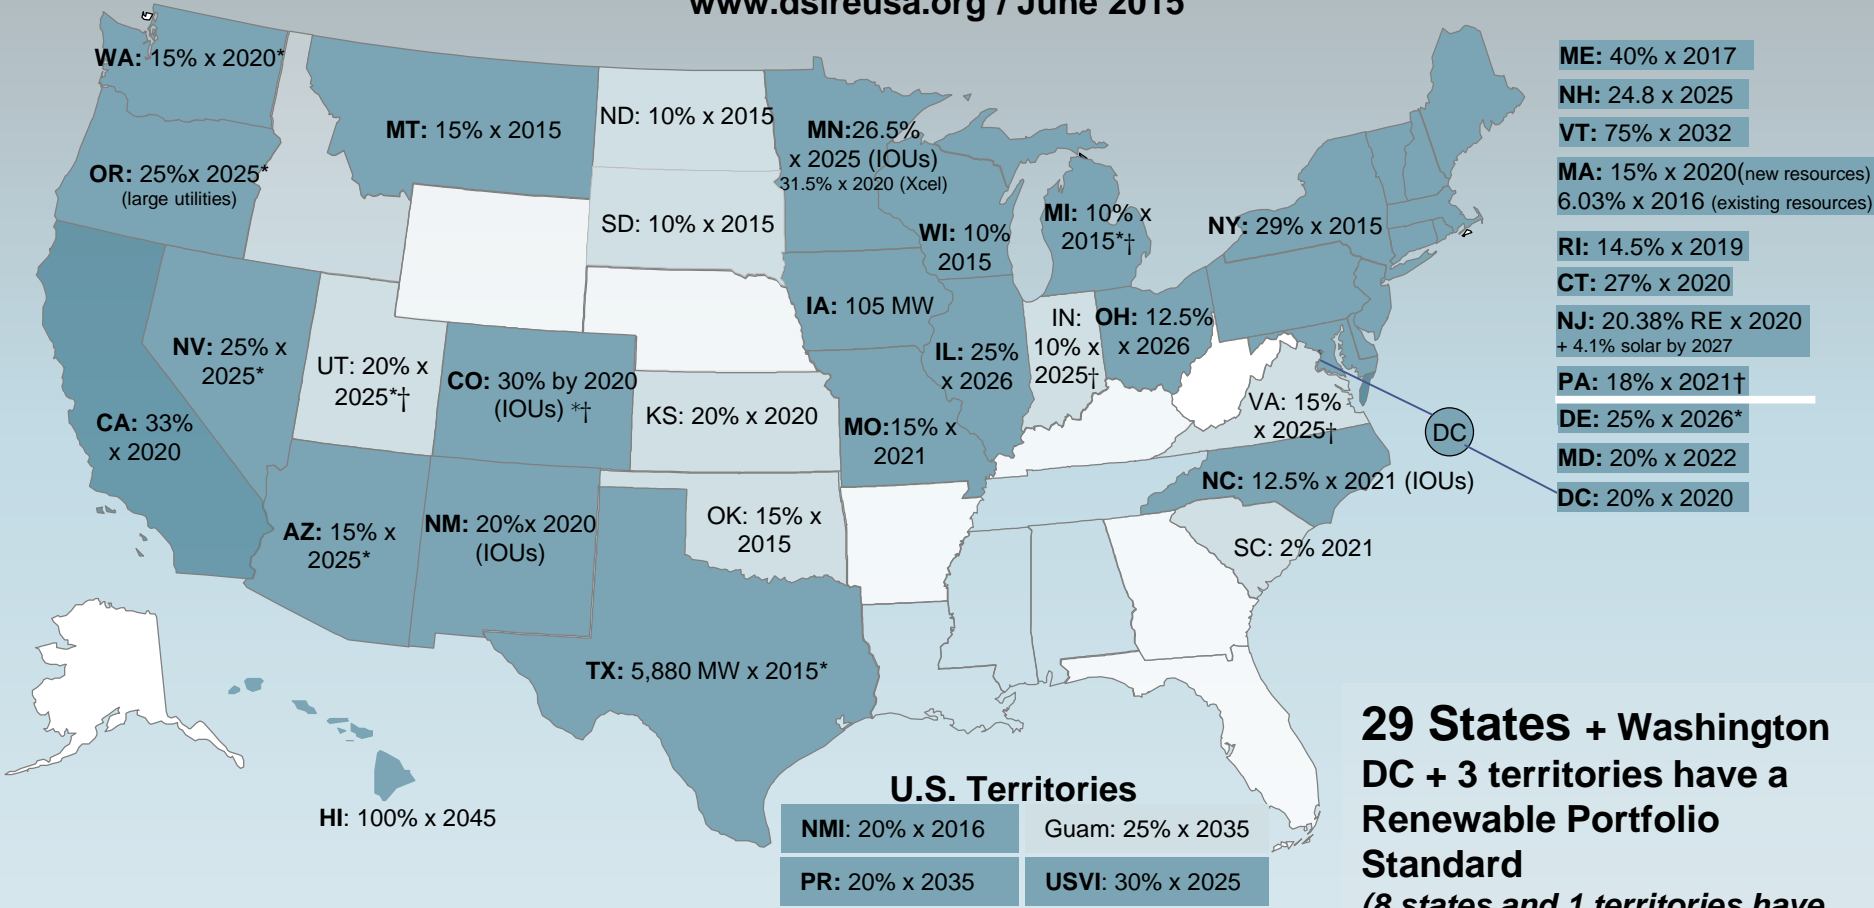 www.dsireusa.org / June 2015
WA: 15% x 2020*
MT: 15% x 2015
ND: 10% x 2015
MN:26.5%
x 2025 (IOUs)
31.5% x 2020 (Xcel)
OR: 25%x 2025*
(large utilities)
SD: 10% x 2015
WI: 10%
2015
MI: 10% x
2015*†
NY: 29% x 2015
NV: 25% x
2025*
UT: 20% x
2025*†
CO: 30% by 2020
(IOUs) *†
IA: 105 MW
IL: 25%
x 2026
IN:
10% x
2025†
OH: 12.5%
x 2026
CA: 33%
x 2020
KS: 20% x 2020
MO:15% x
2021
VA: 15%
x 2025†
DC
NC: 12.5% x 2021 (IOUs)
AZ: 15% x
2025*
NM: 20%x 2020
(IOUs)
OK: 15% x
2015
SC: 2% 2021
TX: 5,880 MW x 2015*
HI: 100% x 2045
ME: 40% x 2017
NH: 24.8 x 2025
VT: 75% x 2032
MA: 15% x 2020(new resources)
6.03% x 2016 (existing resources)
RI: 14.5% x 2019
CT: 27% x 2020
NJ: 20.38% RE x 2020
+ 4.1% solar by 2027
PA: 18% x 2021†
DE: 25% x 2026*
MD: 20% x 2022
DC: 20% x 2020
U.S. Territories
NMI: 20% x 2016
Guam: 25% x 2035
PR: 20% x 2035
USVI: 30% x 2025
29 States + Washington
DC + 3 territories have a
Renewable Portfolio
Standard
(8 states and 1 territories have